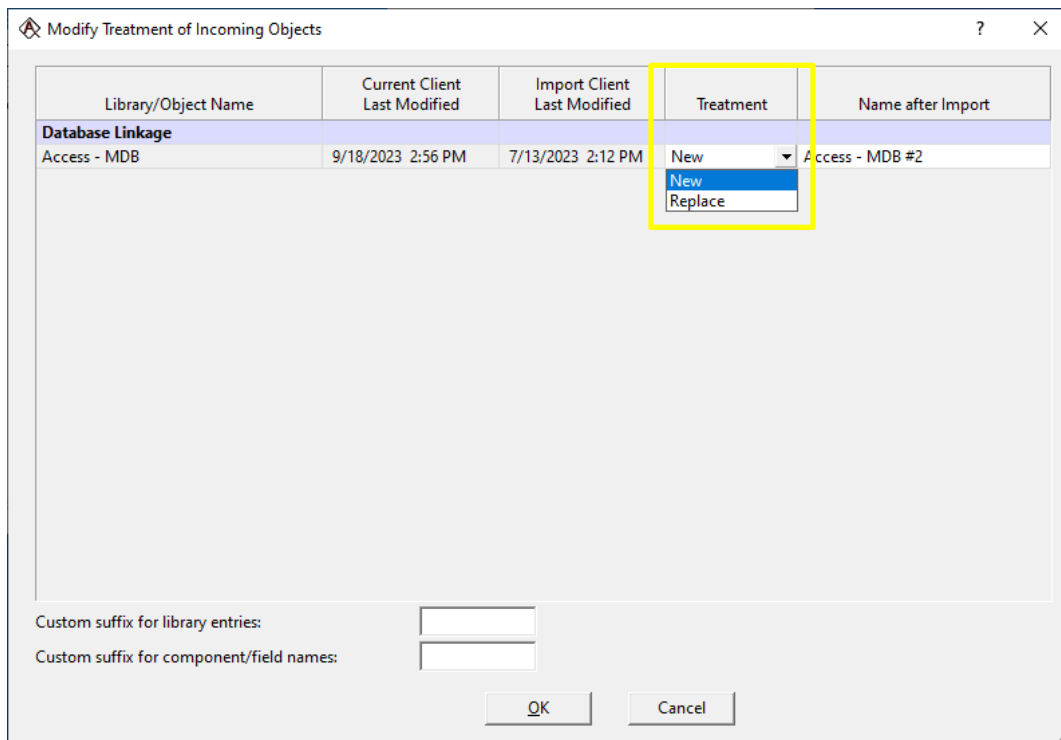 Modify Treatment of Incoming Objects ?
Library/Object Name
Current Client
Last Modified
Import Client
Last Modified
Treatment
Name after Import
Database Linkage
Access - MDB 9/18/2023 2:56 PM 7/13/2023 2:12 PM New Access - MDB #2
New
Replace
Custom suffix for library entries:
Custom suffix for component/field names:
OK Cancel